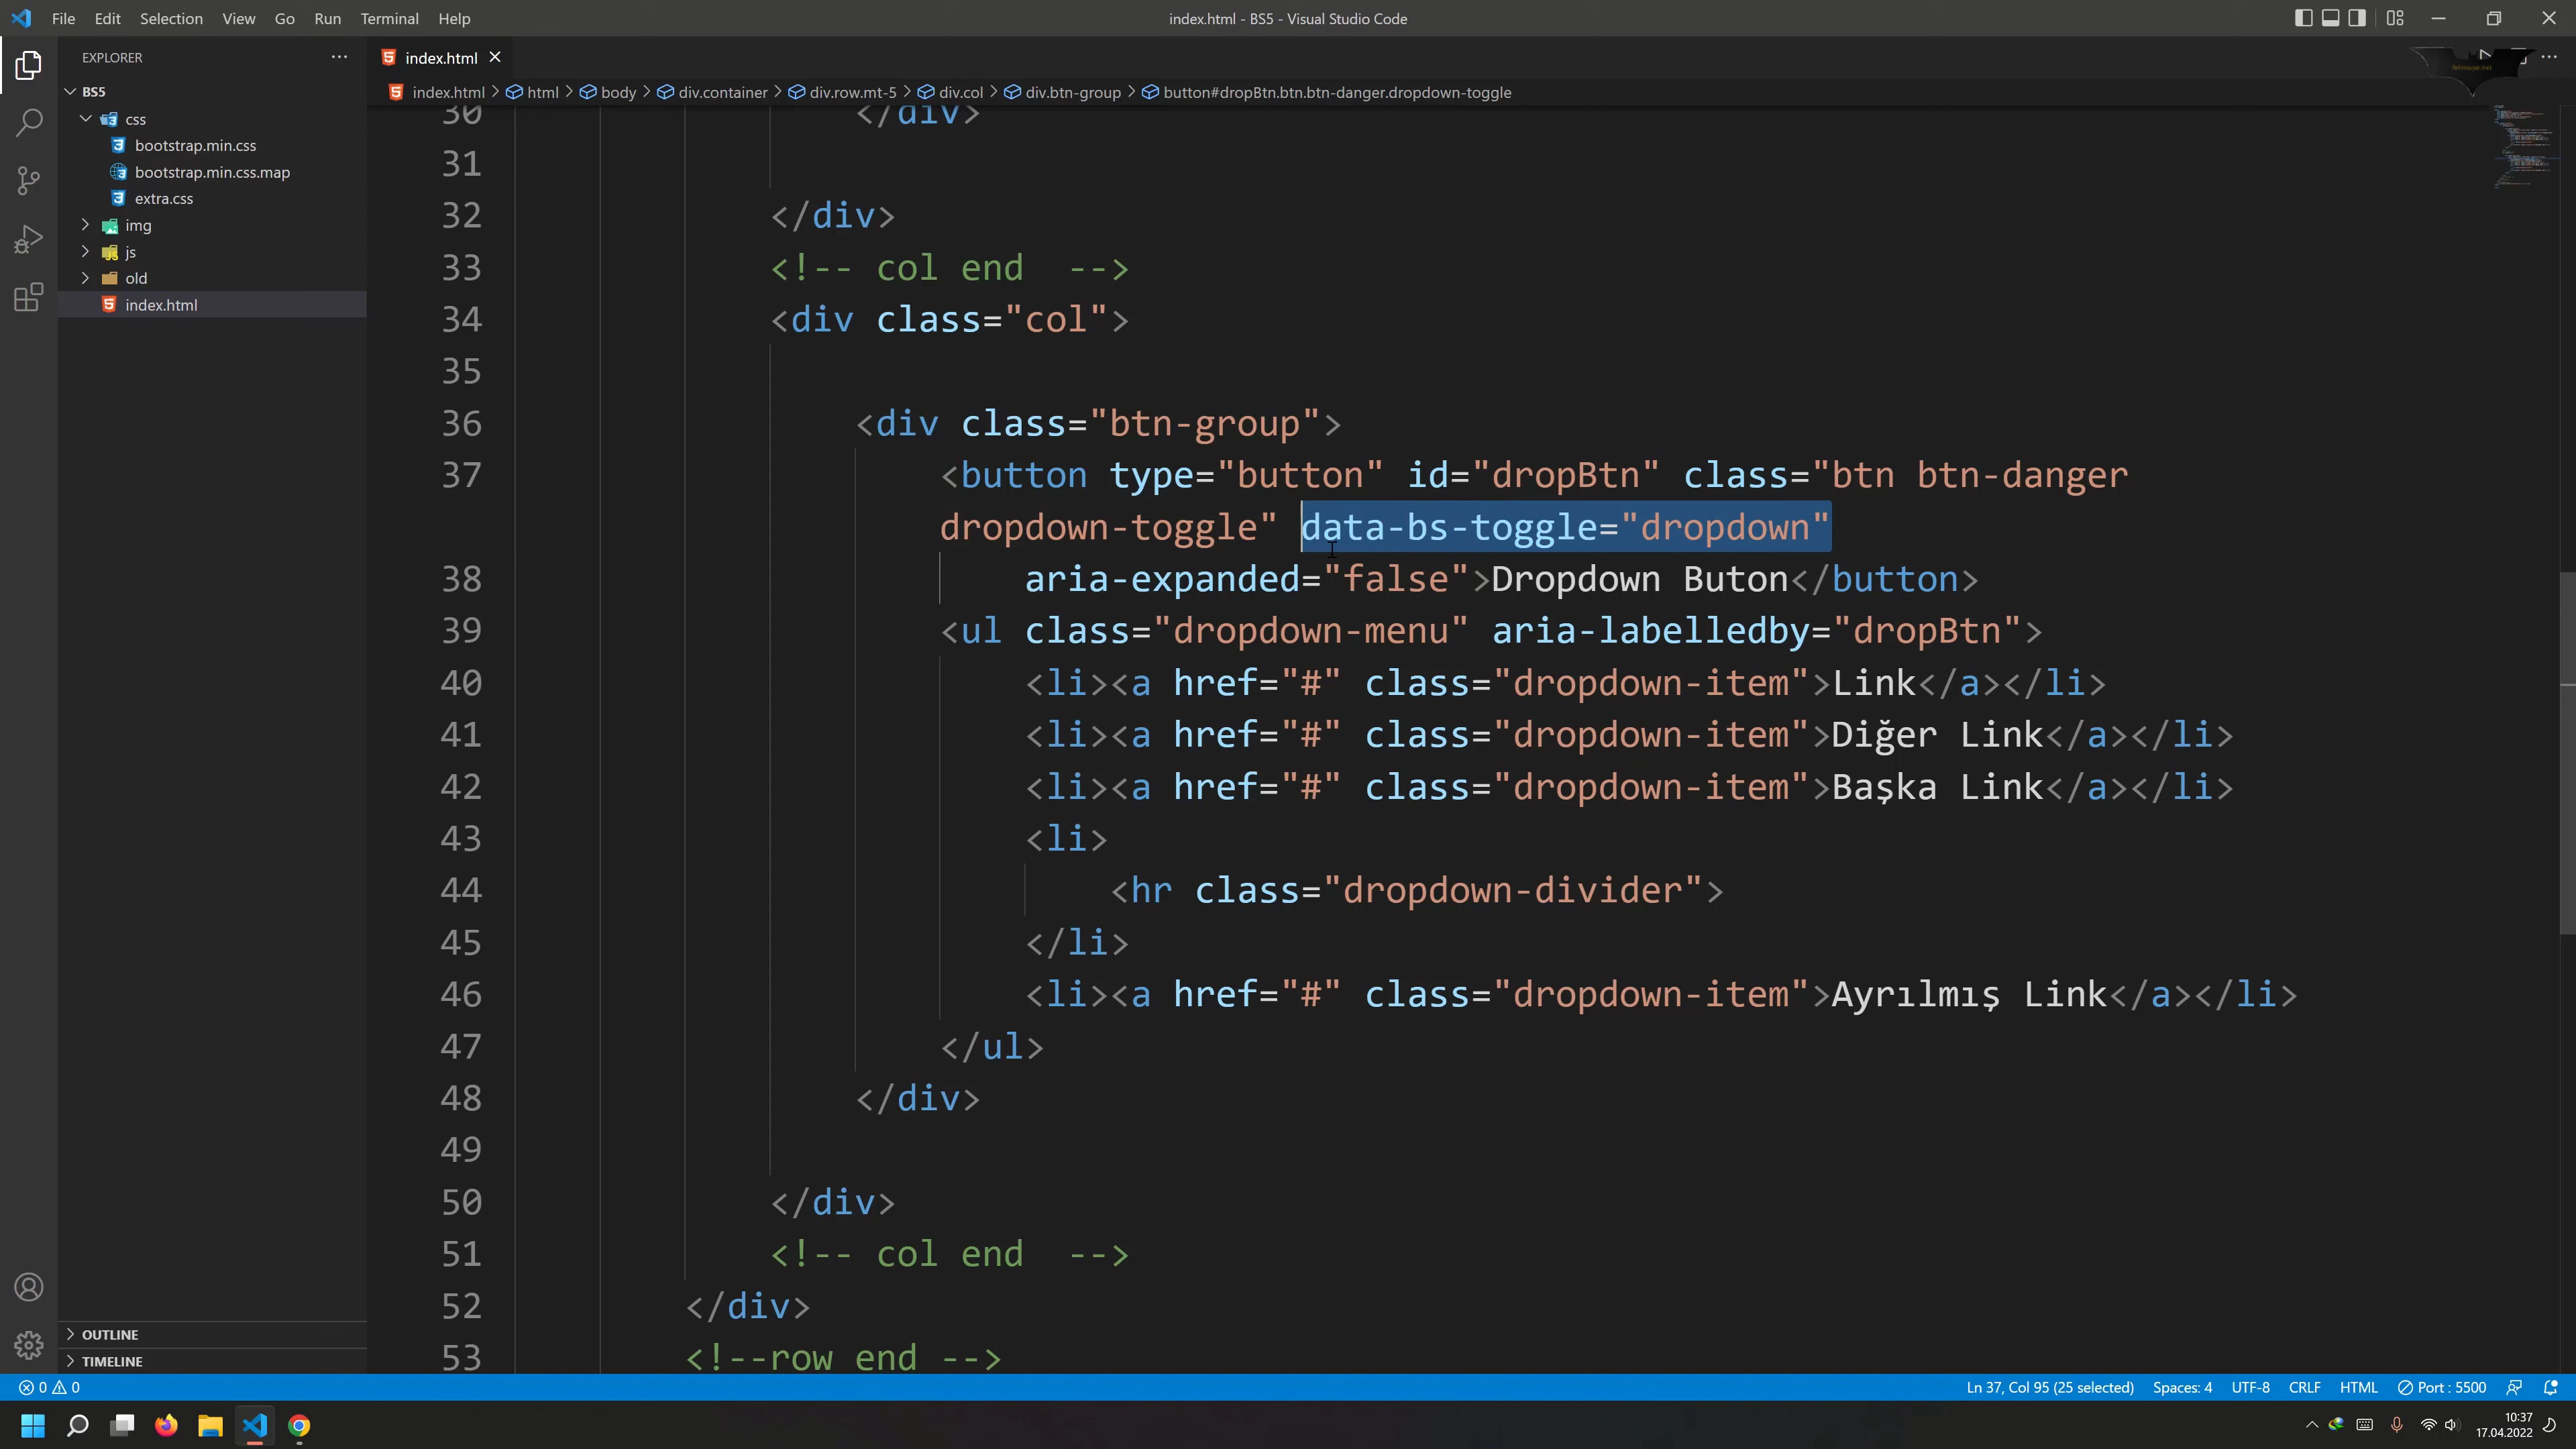 File Edit Selection View Go Run Terminal Help
index.html - BS5 - Visual Studio Code
EXPLORER
BS5
css
bootstrap.min.css
bootstrap.min.css.map
extra.css
img
js
old
index.html
OUTLINE
TIMELINE
index.html
index.html > html > body > div.container > div.row.mt-5 > div.col > div.btn-group > button#dropBtn.btn.btn-danger.dropdown-toggle
30 </div>
31
32 </div>
33 <!-- col end  -->
34 <div class="col">
35
36 <div class="btn-group">
37 <button type="button" id="dropBtn" class="btn btn-danger
dropdown-toggle" data-bs-toggle="dropdown"
38 aria-expanded="false">Dropdown Buton</button>
39 <ul class="dropdown-menu" aria-labelledby="dropBtn">
40 <li><a href="#" class="dropdown-item">Link</a></li>
41 <li><a href="#" class="dropdown-item">Diğer Link</a></li>
42 <li><a href="#" class="dropdown-item">Başka Link</a></li>
43 <li>
44 <hr class="dropdown-divider">
45 </li>
46 <li><a href="#" class="dropdown-item">Ayrılmış Link</a></li>
47 </ul>
48 </div>
49
50 </div>
51 <!-- col end  -->
52 </div>
53 <!--row end -->
0 0
Ln 37, Col 95 (25 selected) Spaces: 4 UTF-8 CRLF HTML Port : 5500
10:37
17.04.2022